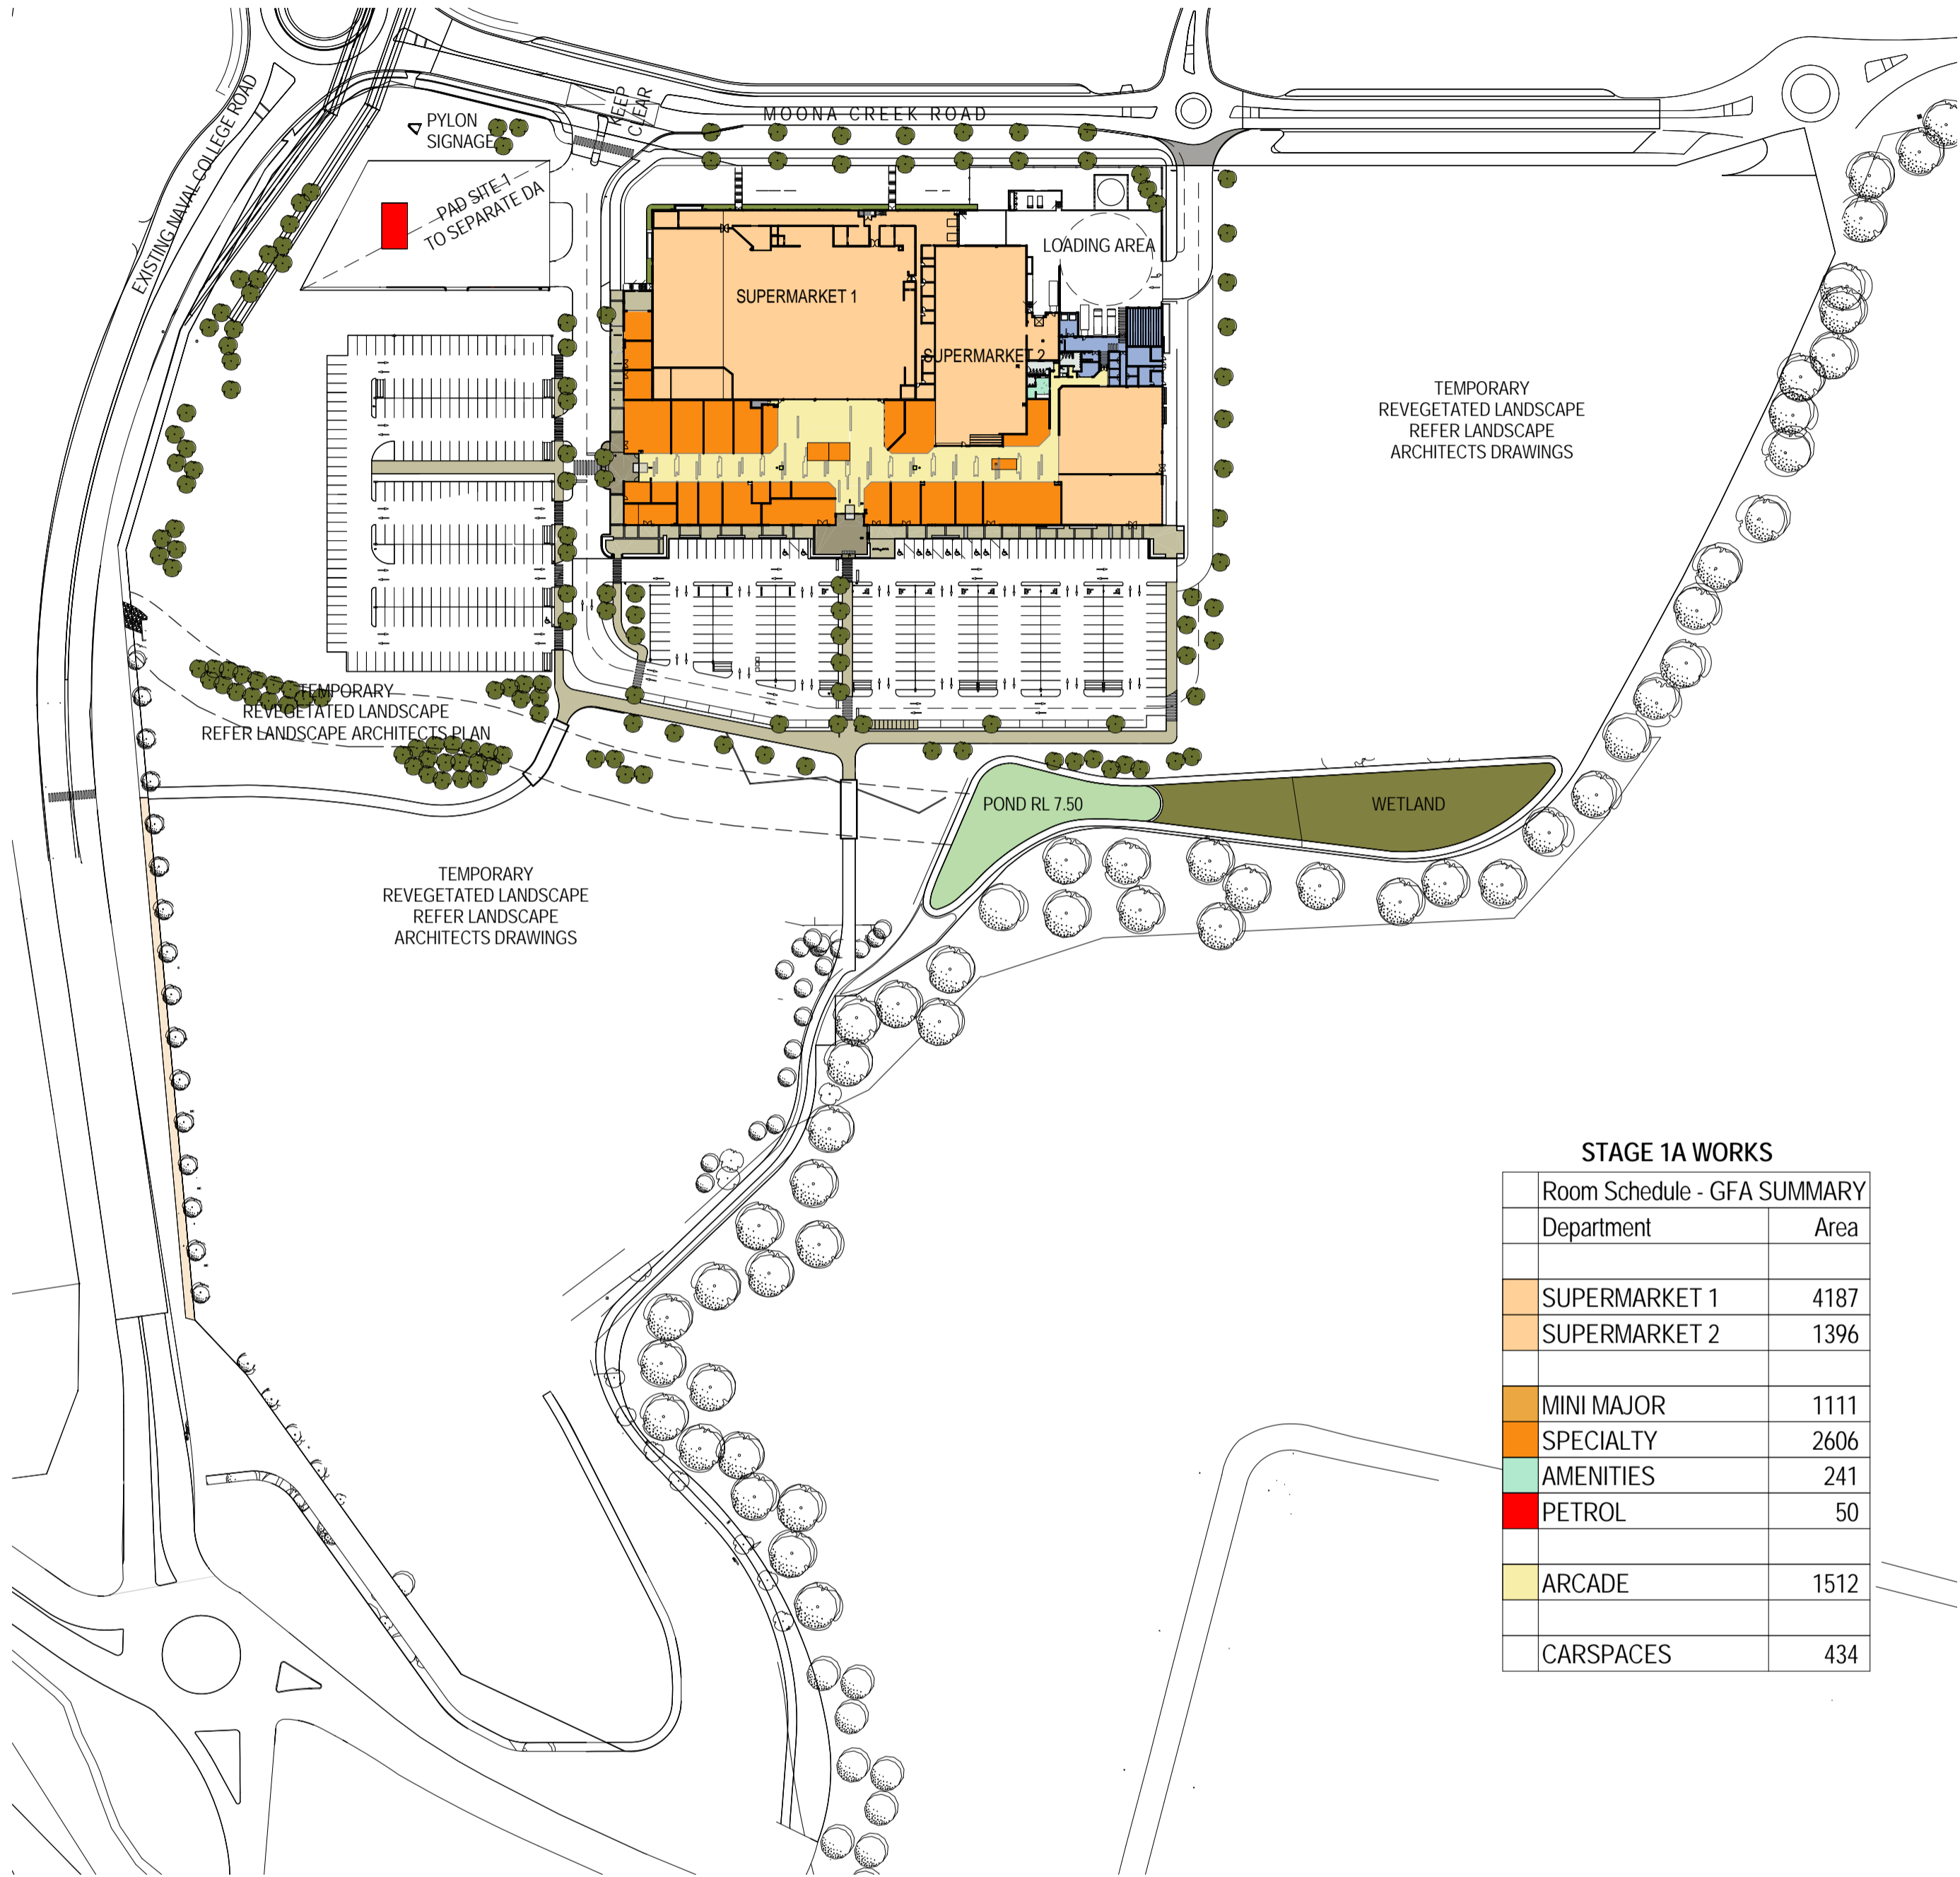 EXISTING NAVAL COLLEGE ROAD
PYLON
SIGNAGE
KEEP
CLEAR
MOONA CREEK ROAD
PAD SITE 1
TO SEPARATE DA
LOADING AREA
SUPERMARKET 1
SUPERMARKET 2
TEMPORARY
REVEGETATED LANDSCAPE
REFER LANDSCAPE
ARCHITECTS DRAWINGS
TEMPORARY
REVEGETATED LANDSCAPE
REFER LANDSCAPE ARCHITECTS PLAN
POND RL 7.50
WETLAND
TEMPORARY
REVEGETATED LANDSCAPE
REFER LANDSCAPE
ARCHITECTS DRAWINGS
STAGE 1A WORKS
Room Schedule - GFA SUMMARY
Department Area
SUPERMARKET 1 4187
SUPERMARKET 2 1396
MINI MAJOR 1111
SPECIALTY 2606
AMENITIES 241
PETROL 50
ARCADE 1512
CARSPACES 434